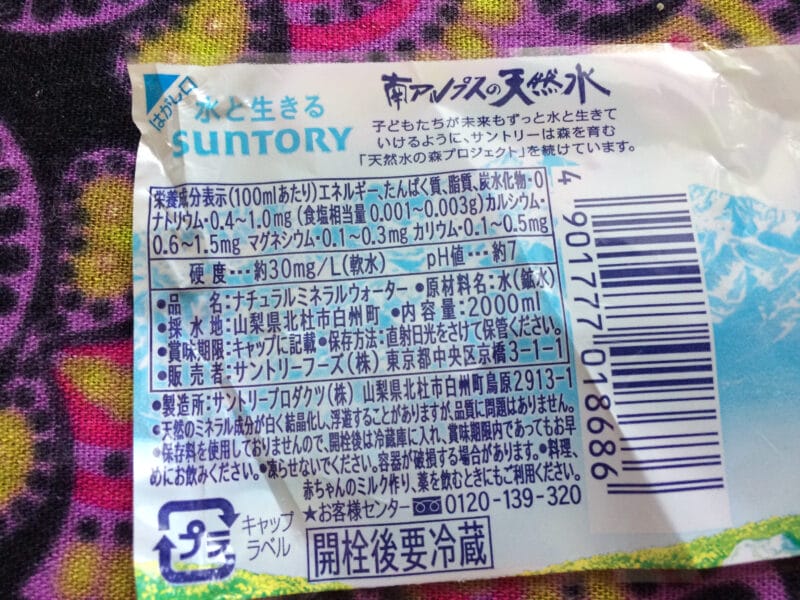 はがし口
水と生きる
SUNTORY
南アルプスの天然水
子どもたちが未来もずっと水と生きて
いけるように、サントリーは森を育む
「天然水の森プロジェクト」を続けています。
栄養成分表示(100mlあたり)エネルギー、たんぱく質、脂質、炭水化物・0
ナトリウム・0.4~1.0mg(食塩相当量 0.001~0.003g)カルシウム・
0.6~1.5mg マグネシウム・0.1~0.3mg カリウム・0.1~0.5mg
硬度…約30mg/L(軟水) pH値…約7
●品名:ナチュラルミネラルウォーター ●原材料名:水(鉱水)
●採水地:山梨県北杜市白州町 ●内容量:2000ml
●賞味期限:キャップに記載 ●保存方法:直射日光をさけて保管ください。
●販売者:サントリーフーズ(株) 東京都中央区京橋3-1-1
●製造所:サントリープロダクツ(株) 山梨県北杜市白州町鳥原2913-1
●天然のミネラル成分が白く結晶化し、浮遊することがありますが、品質に問題はありません。
●保存料を使用しておりませんので、開栓後は冷蔵庫に入れ、賞味期限内であってもお早
めにお飲みください。●凍らせないでください。容器が破損する場合があります。●料理、
赤ちゃんのミルク作り、薬を飲むときにもご利用ください。
★お客様センター 0120-139-320
プラ
キャップ
ラベル
開栓後要冷蔵
4 901777 018686